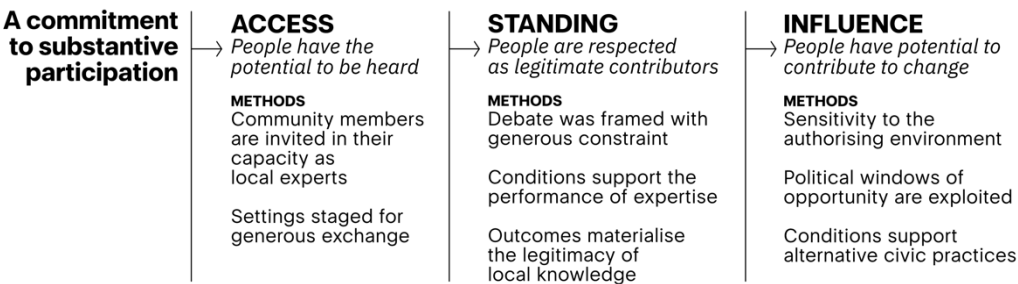 A commitment
to substantive
participation
ACCESS
People have the
potential to be heard
METHODS
Community members
are invited in their
capacity as
local experts
Settings staged for
generous exchange
STANDING
People are respected
as legitimate contributors
METHODS
Debate was framed with
generous constraint
Conditions support the
performance of expertise
Outcomes materialise
the legitimacy of
local knowledge
INFLUENCE
People have potential to
contribute to change
METHODS
Sensitivity to the
authorising environment
Political windows of
opportunity are exploited
Conditions support
alternative civic practices